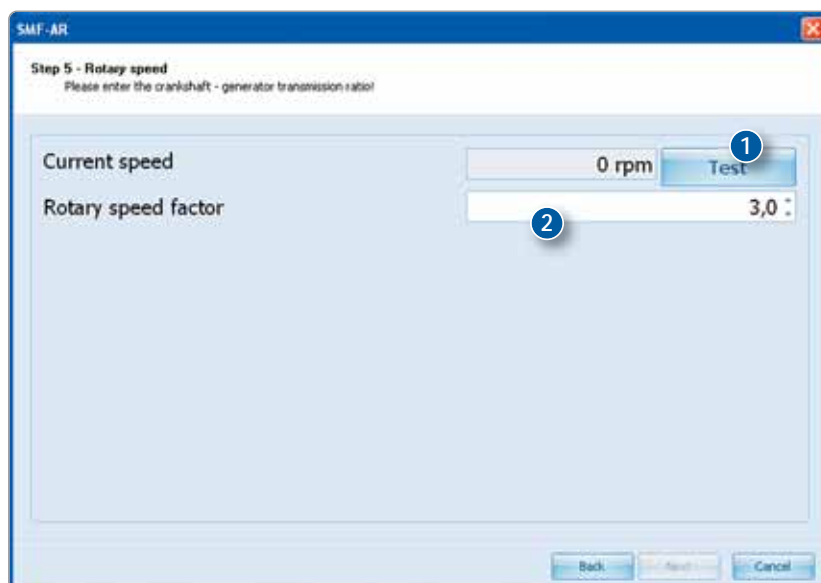 SMF-AR
Step 5 - Rotary speed
Please enter the crankshaft - generator transmission ratio!
1
Current speed 0 rpm Test
Rotary speed factor 3,0
2
Back Next Cancel